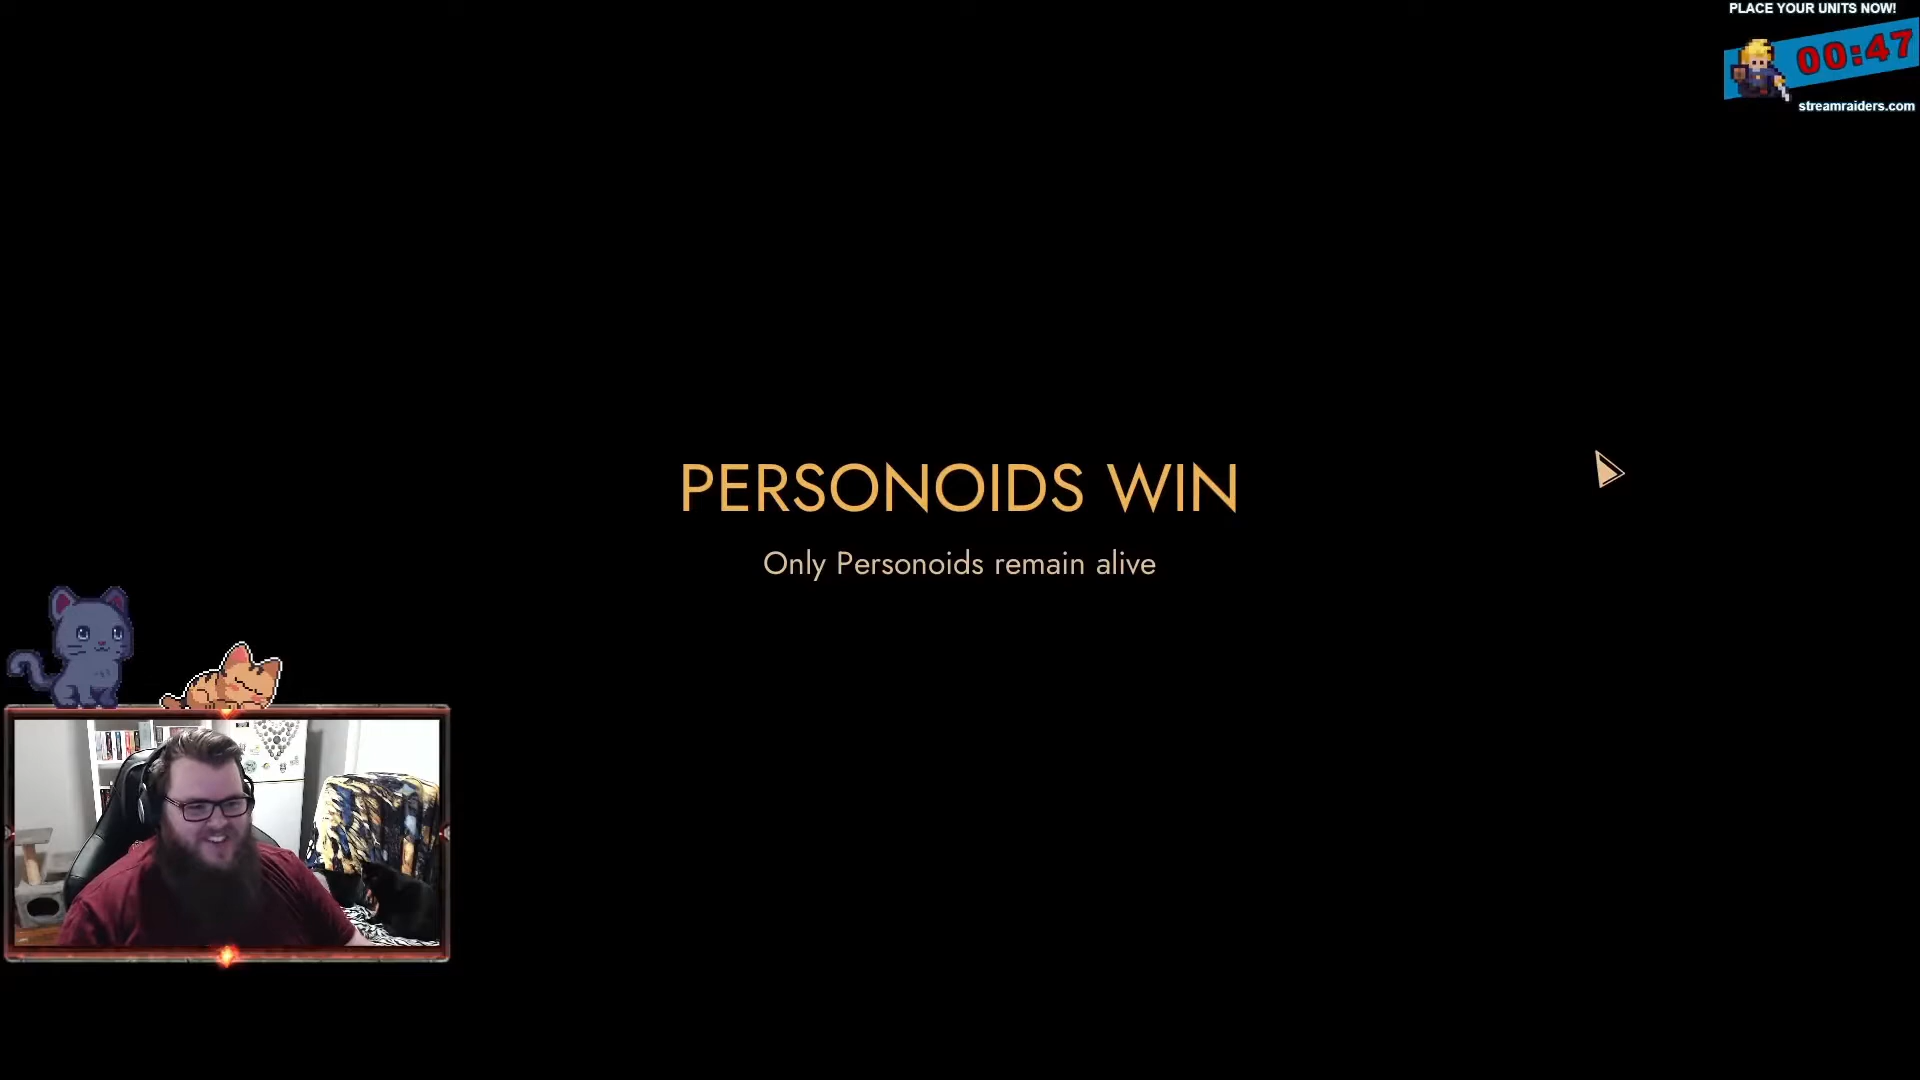 PLACE YOUR UNITS NOW!
00:47
streamraiders.com
PERSONOIDS WIN
Only Personoids remain alive